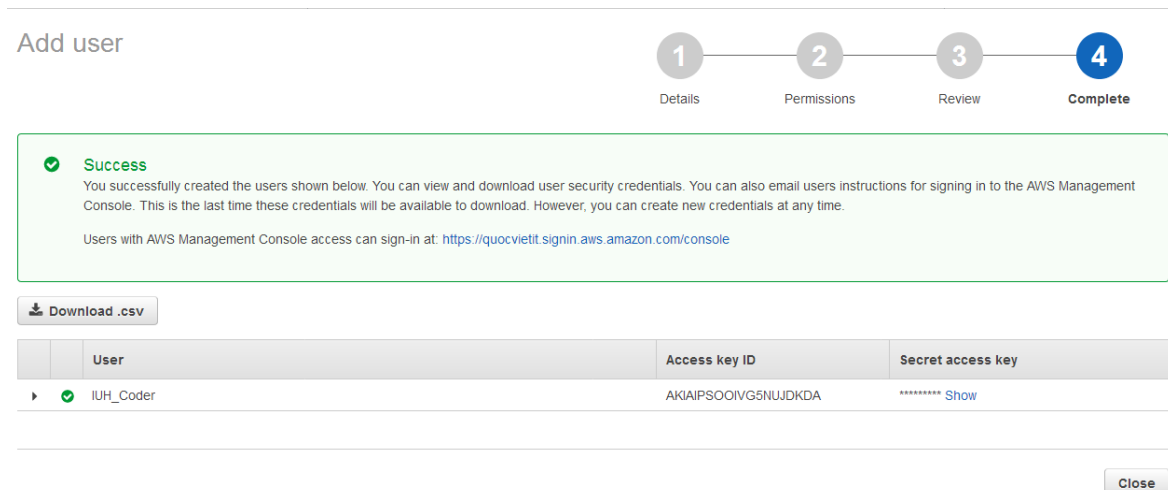 Add user
1
2
3
4
Details
Permissions
Review
Complete
Success
You successfully created the users shown below. You can view and download user security credentials. You can also email users instructions for signing in to the AWS Management
Console. This is the last time these credentials will be available to download. However, you can create new credentials at any time.
Users with AWS Management Console access can sign-in at: https://quocvietit.signin.aws.amazon.com/console
Download .csv
User
Access key ID
Secret access key
IUH_Coder
AKIAIPSOOIVG5NUJDKDA
********* Show
Close